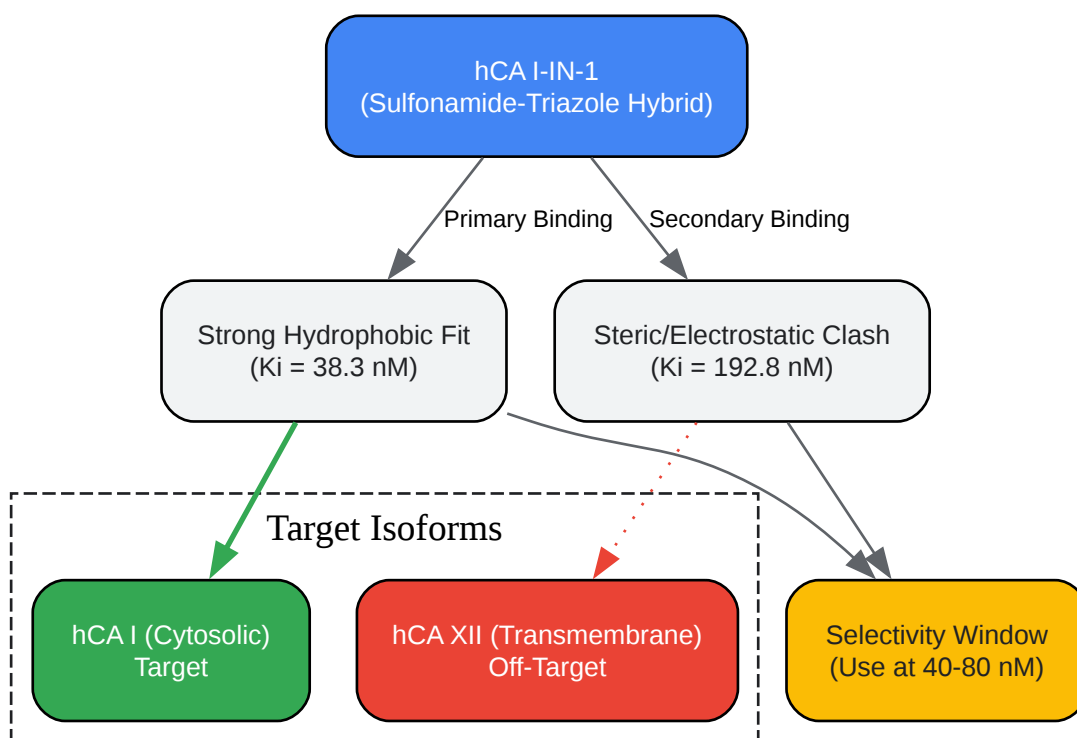 hCA I-IN-1
(Sulfonamide-Triazole Hybrid)
Primary Binding
Secondary Binding
Strong Hydrophobic Fit
(Ki = 38.3 nM)
Steric/Electrostatic Clash
(Ki = 192.8 nM)
Target Isoforms
hCA I (Cytosolic)
Target
hCA XII (Transmembrane)
Off-Target
Selectivity Window
(Use at 40-80 nM)